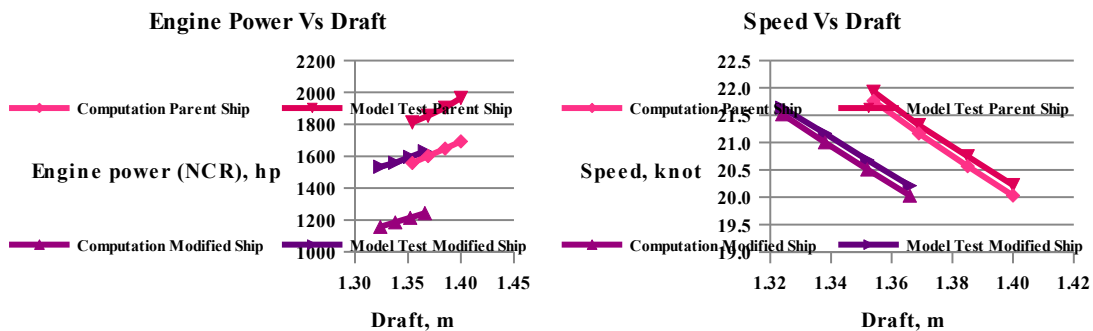 Engine Power Vs Draft
2200
2000
1800
1600
1400
1200
1000
1.30 1.35 1.40 1.45
Computation Parent Ship
Model Test Parent Ship
Engine power (NCR), hp
Computation Modified Ship
Model Test Modified Ship
Draft, m
Speed Vs Draft
22.5
22.0
21.5
21.0
20.5
20.0
19.5
19.0
1.32 1.34 1.36 1.38 1.40 1.42
Computation Parent Ship
Model Test Parent Ship
Speed, knot
Computation Modified Ship
Model Test Modified Ship
Draft, m